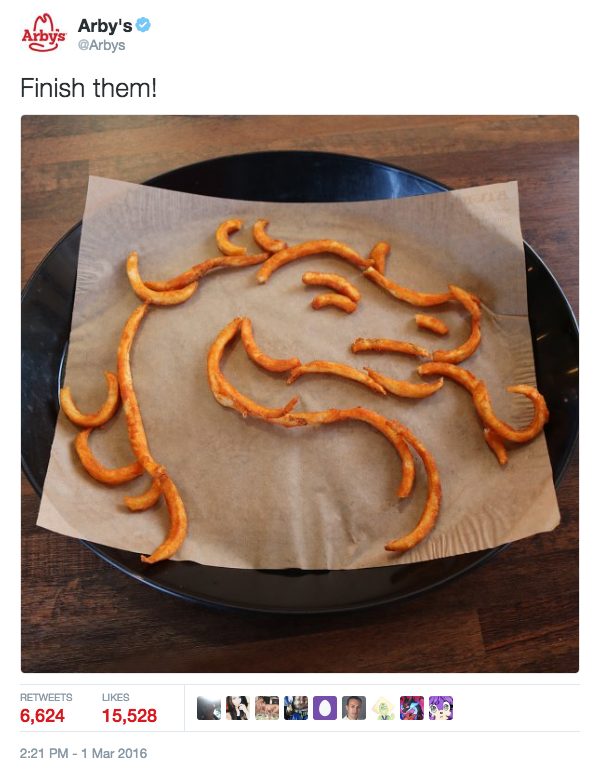 Arby's
Arby's
@Arbys
Finish them!
RETWEETS
LIKES
6,624
15,528
2:21 PM - 1 Mar 2016